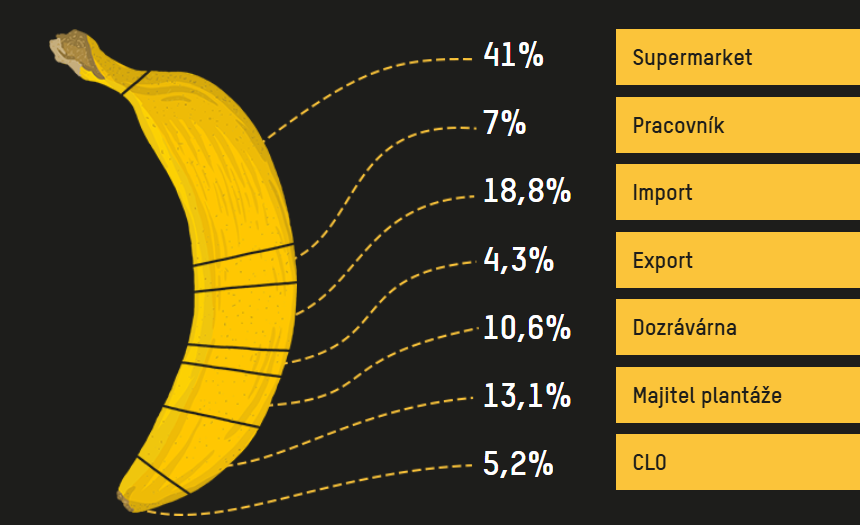 41% Supermarket
7% Pracovník
18,8% Import
4,3% Export
10,6% Dozrávárna
13,1% Majitel plantáže
5,2% CLO